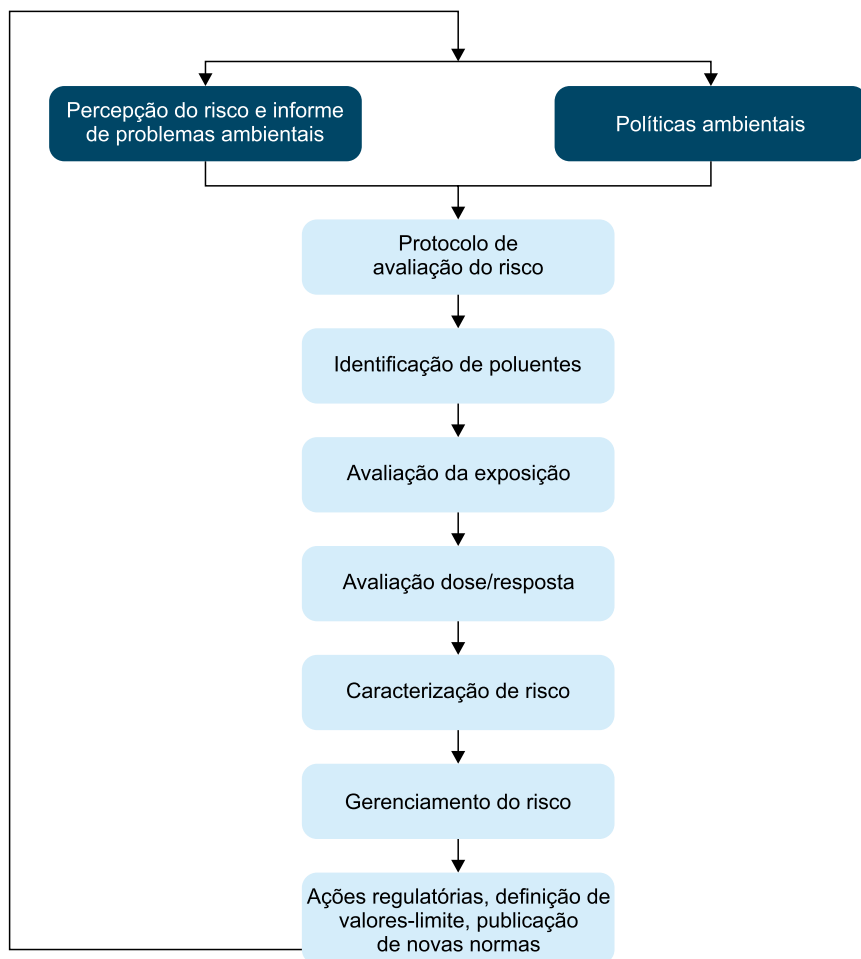 Percepção do risco e informe
de problemas ambientais
Políticas ambientais
Protocolo de
avaliação do risco
Identificação de poluentes
Avaliação da exposição
Avaliação dose/resposta
Caracterização de risco
Gerenciamento do risco
Ações regulatórias, definição de
valores-limite, publicação
de novas normas